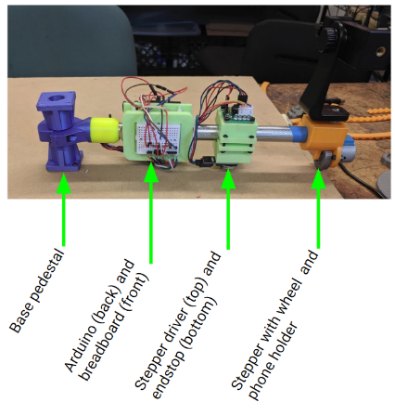 Base pedestal
Arduino (back) and
breadboard (front)
Stepper driver (top) and
endstop (bottom)
Stepper with wheel and
phone holder